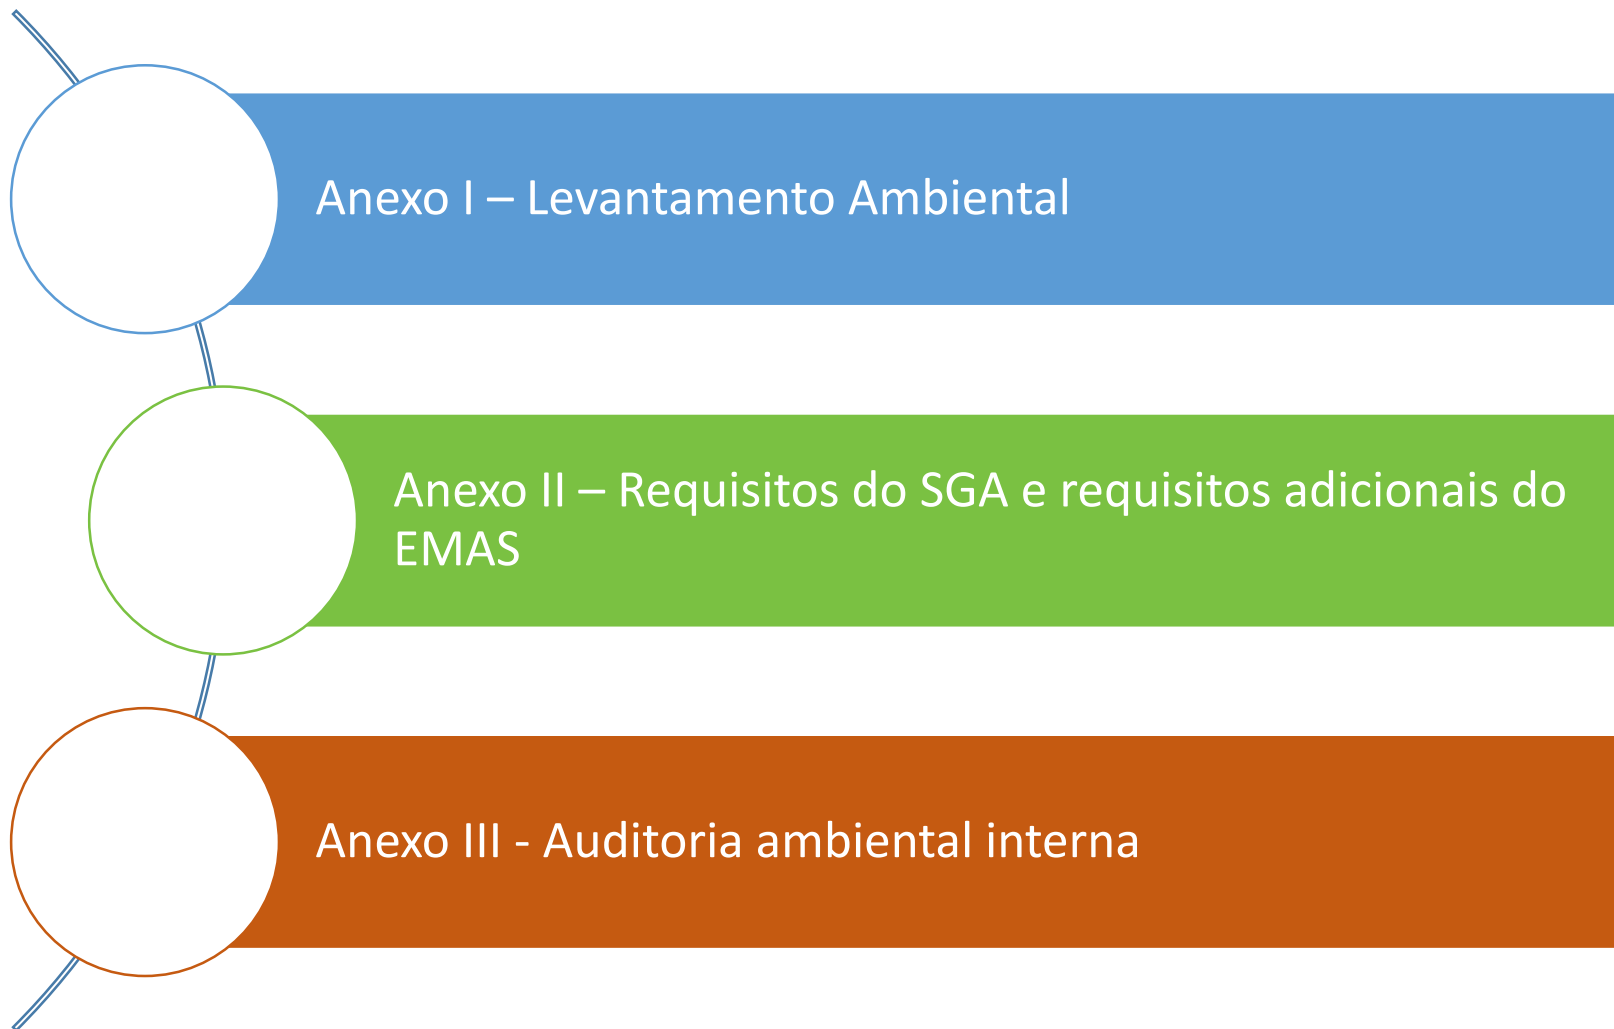 Anexo I – Levantamento Ambiental
Anexo II – Requisitos do SGA e requisitos adicionais do
EMAS
Anexo III - Auditoria ambiental interna